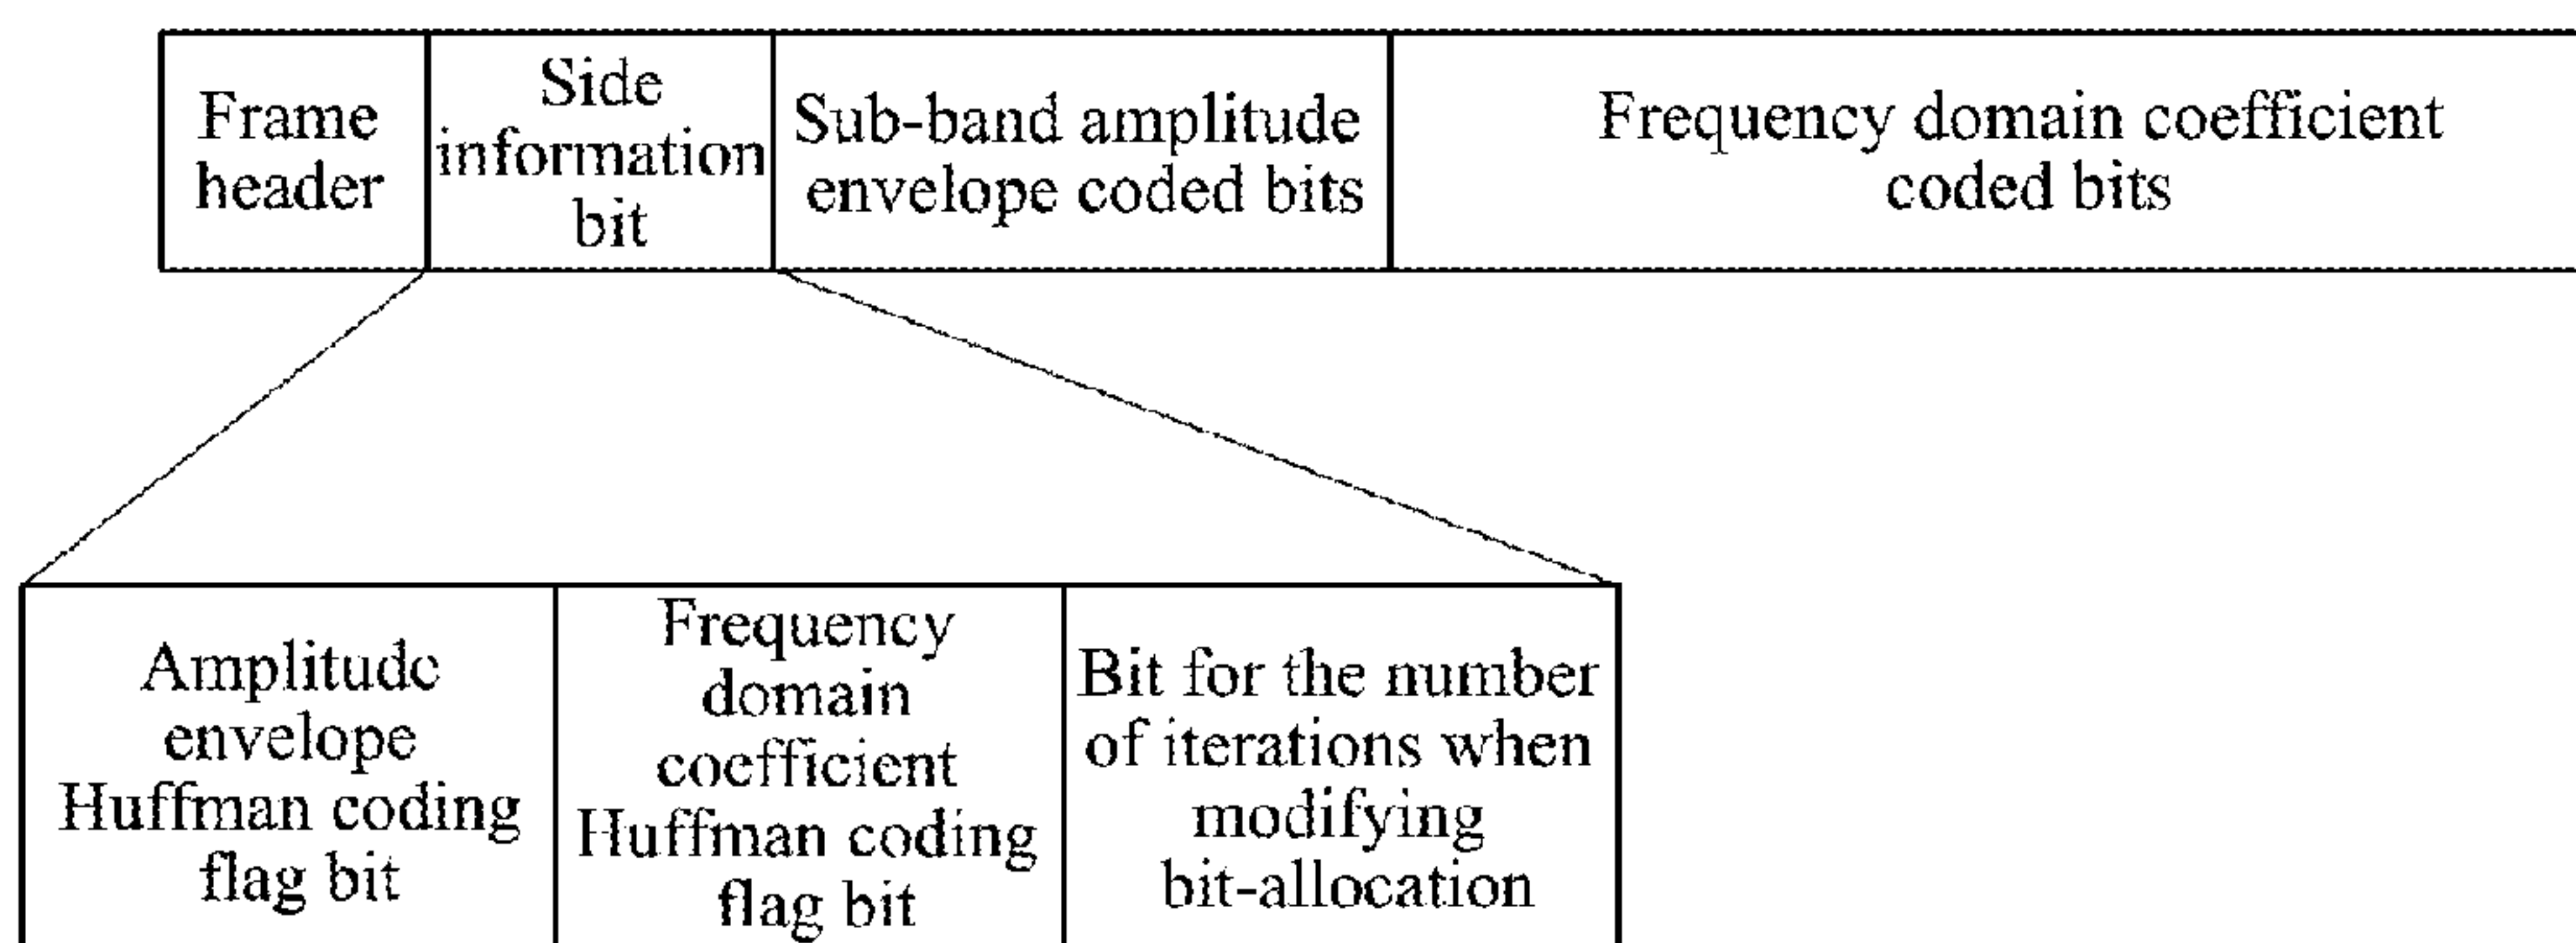 Frame
header
Side
information
bit
Sub-band amplitude
envelope coded bits
Frequency domain coefficient
coded bits
Amplitude
envelope
Huffman coding
flag bit
Frequency
domain
coefficient
Huffman coding
flag bit
Bit for the number
of iterations when
modifying
bit-allocation